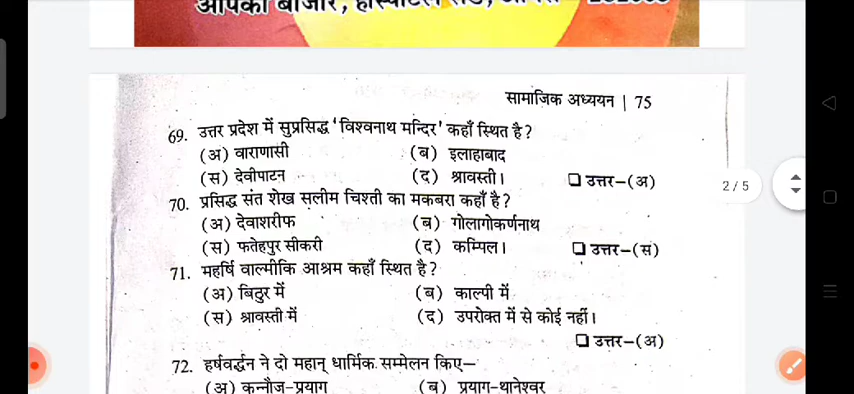 आपका बाजार,
सामाजिक अध्ययन | 75
69. उत्तर प्रदेश में सुप्रसिद्ध 'विश्वनाथ मन्दिर' कहाँ स्थित है?
(अ) वाराणसी (ब) इलाहाबाद
(स) देवीपाटन (द) श्रावस्ती। ❑ उत्तर–(अ)
2 / 5
70. प्रसिद्ध संत शेख सलीम चिश्ती का मकबरा कहाँ है?
(अ) देवाशरीफ (ब) गोलागोकर्णनाथ
(स) फतेहपुर सीकरी (द) कम्पिल। ❑ उत्तर–(स)
71. महर्षि वाल्मीकि आश्रम कहाँ स्थित है?
(अ) बिठुर में (ब) काल्पी में
(स) श्रावस्ती में (द) उपरोक्त में से कोई नहीं।
❑ उत्तर–(अ)
72. हर्षवर्द्धन ने दो महान् धार्मिक सम्मेलन किए—
(अ) कन्नौज-प्रयाग (ब) प्रयाग-थानेश्वर